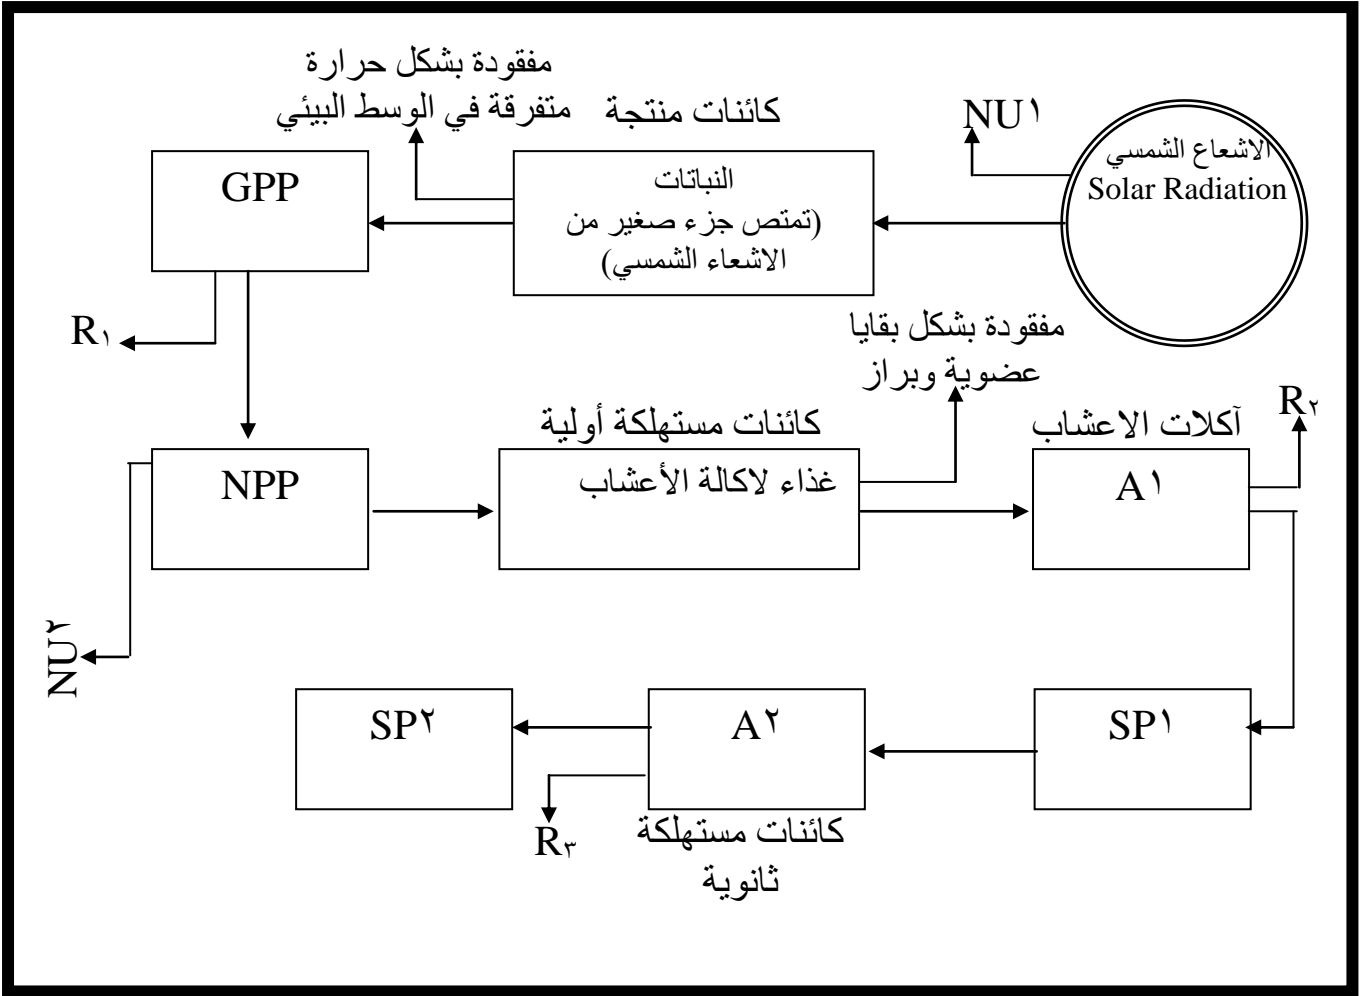 مفقودة بشكل حرارة
متفرقة في الوسط البيئي
كائنات منتجة
NU١
الاشعاع الشمسي
Solar Radiation
النباتات
(تمتص جزء صغير من
الاشعاء الشمسي)
GPP
R١
مفقودة بشكل بقايا
عضوية وبراز
كائنات مستهلكة أولية
آكلات الاعشاب
R٢
NPP
غذاء لاكالة الأعشاب
A١
NU٢
SP٢
A٢
SP١
R٣
كائنات مستهلكة
ثانوية